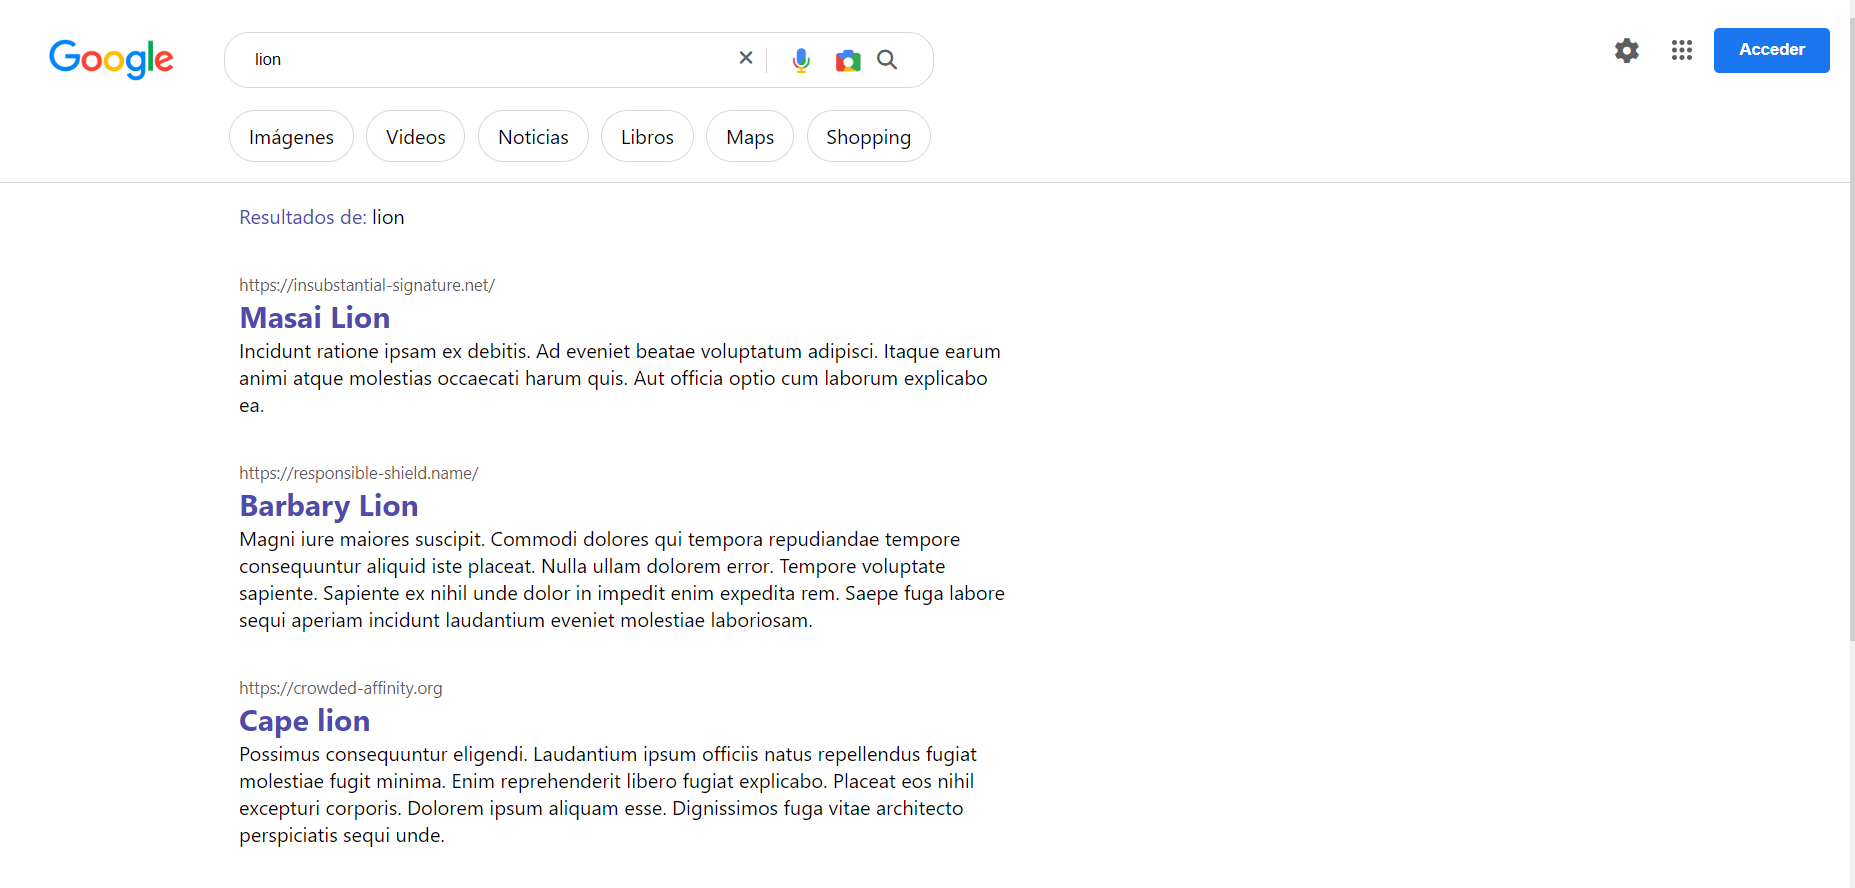 Google
lion
Acceder
Imágenes
Videos
Noticias
Libros
Maps
Shopping
Resultados de: lion
https://insubstantial-signature.net/
Masai Lion
Incidunt ratione ipsam ex debitis. Ad eveniet beatae voluptatum adipisci. Itaque earum
animi atque molestias occaecati harum quis. Aut officia optio cum laborum explicabo
ea.
https://responsible-shield.name/
Barbary Lion
Magni iure maiores suscipit. Commodi dolores qui tempora repudiandae tempore
consequuntur aliquid iste placeat. Nulla ullam dolorem error. Tempore voluptate
sapiente. Sapiente ex nihil unde dolor in impedit enim expedita rem. Saepe fuga labore
sequi aperiam incidunt laudantium eveniet molestiae laboriosam.
https://crowded-affinity.org
Cape lion
Possimus consequuntur eligendi. Laudantium ipsum officiis natus repellendus fugiat
molestiae fugit minima. Enim reprehenderit libero fugiat explicabo. Placeat eos nihil
excepturi corporis. Dolorem ipsum aliquam esse. Dignissimos fuga vitae architecto
perspiciatis sequi unde.